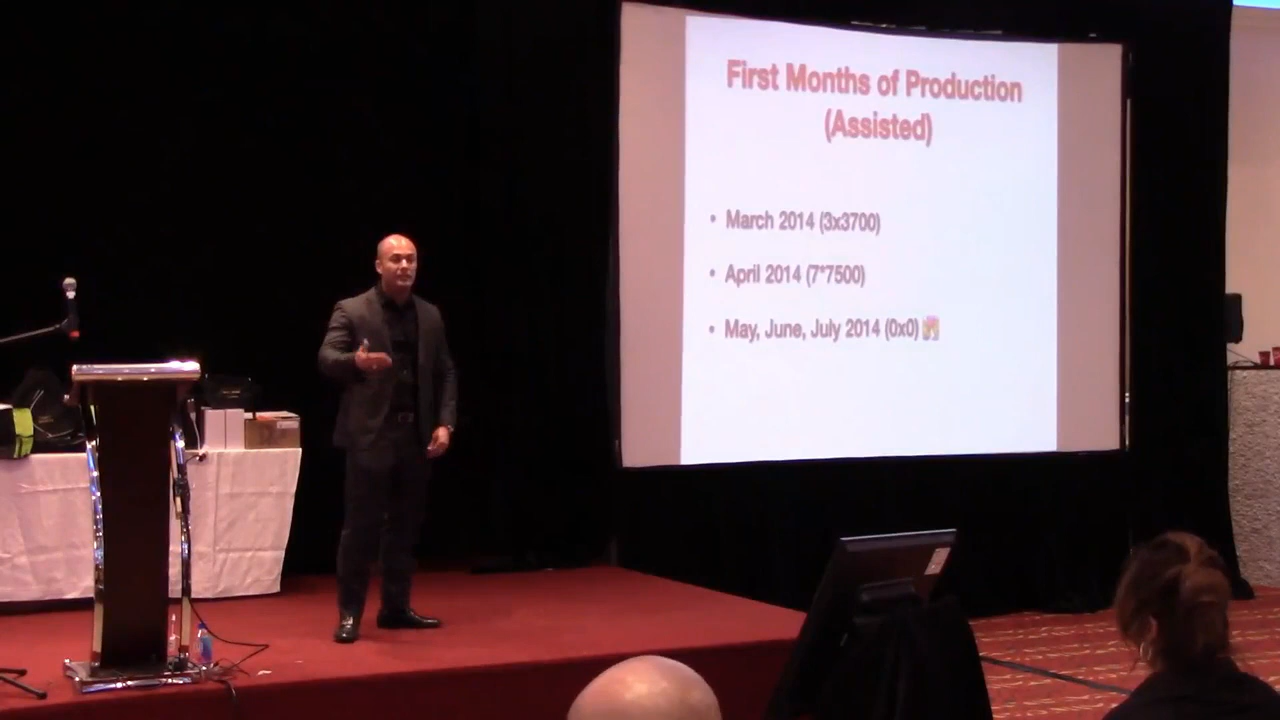 First Months of Production
(Assisted)
• March 2014 (3x3700)
• April 2014 (7*7500)
• May, June, July 2014 (0x0)